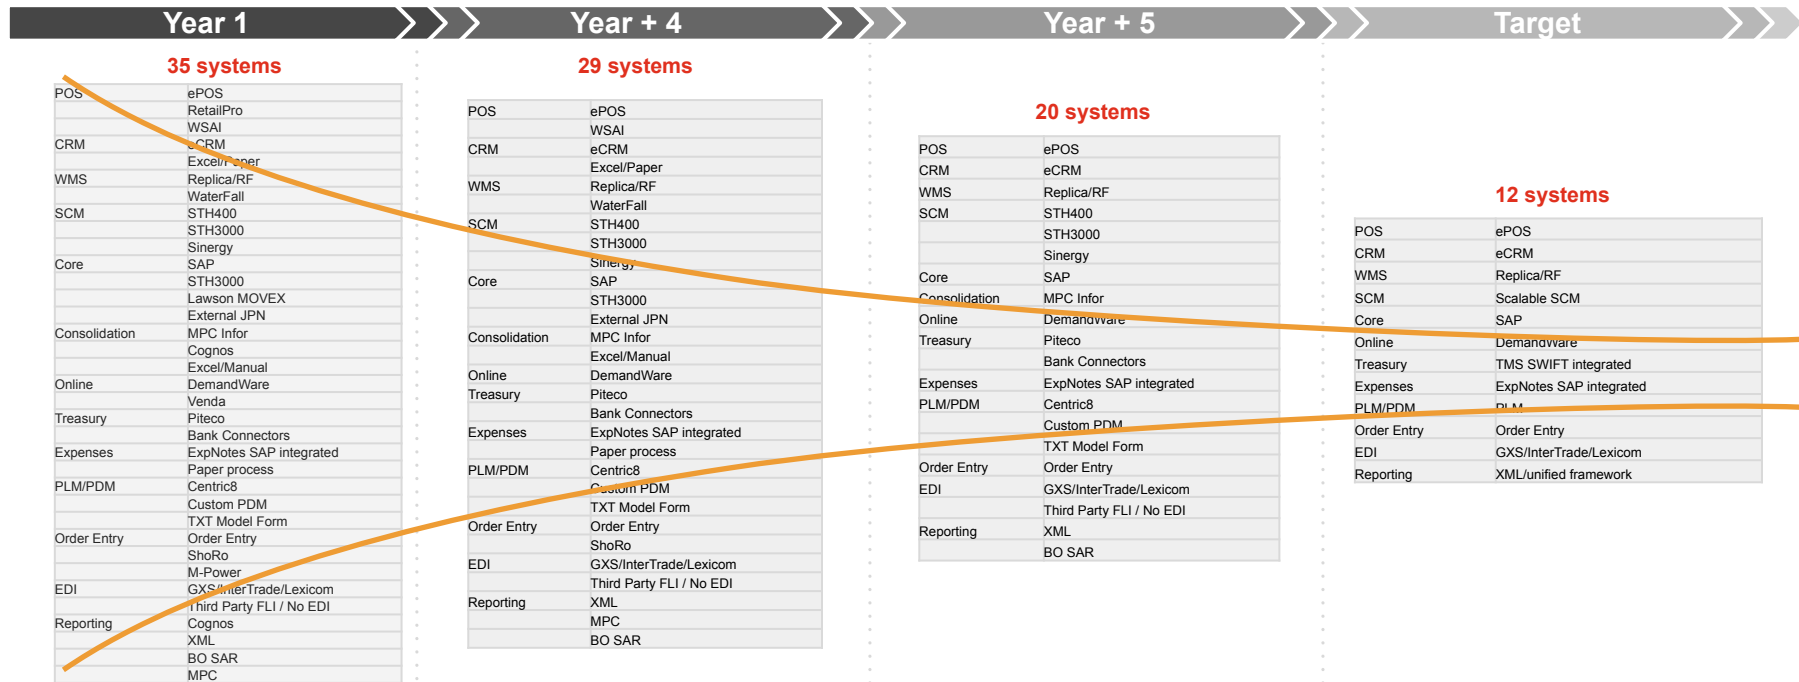 Year 1
Year + 4
Year + 5
Target
35 systems
POS ePOS
RetailPro
WSAI
CRM eCRM
Excel/Paper
WMS Replica/RF
WaterFall
SCM STH400
STH3000
Sinergy
Core SAP
STH3000
Lawson MOVEX
External JPN
Consolidation MPC Infor
Cognos
Excel/Manual
Online DemandWare
Venda
Treasury Piteco
Bank Connectors
Expenses ExpNotes SAP integrated
Paper process
PLM/PDM Centric8
Custom PDM
TXT Model Form
Order Entry Order Entry
ShoRo
M-Power
EDI GXS/InterTrade/Lexicom
Third Party FLI / No EDI
Reporting Cognos
XML
BO SAR
MPC
29 systems
POS ePOS
WSAI
CRM eCRM
Excel/Paper
WMS Replica/RF
WaterFall
SCM STH400
STH3000
Sinergy
Core SAP
STH3000
External JPN
Consolidation MPC Infor
Excel/Manual
Online DemandWare
Treasury Piteco
Bank Connectors
Expenses ExpNotes SAP integrated
Paper process
PLM/PDM Centric8
Custom PDM
TXT Model Form
Order Entry Order Entry
ShoRo
EDI GXS/InterTrade/Lexicom
Third Party FLI / No EDI
Reporting XML
MPC
BO SAR
20 systems
POS ePOS
CRM eCRM
WMS Replica/RF
SCM STH400
STH3000
Sinergy
Core SAP
Consolidation MPC Infor
Online DemandWare
Treasury Piteco
Bank Connectors
Expenses ExpNotes SAP integrated
PLM/PDM Centric8
Custom PDM
TXT Model Form
Order Entry Order Entry
EDI GXS/InterTrade/Lexicom
Third Party FLI / No EDI
Reporting XML
BO SAR
12 systems
POS ePOS
CRM eCRM
WMS Replica/RF
SCM Scalable SCM
Core SAP
Online DemandWare
Treasury TMS SWIFT integrated
Expenses ExpNotes SAP integrated
PLM/PDM PLM
Order Entry Order Entry
EDI GXS/InterTrade/Lexicom
Reporting XML/unified framework